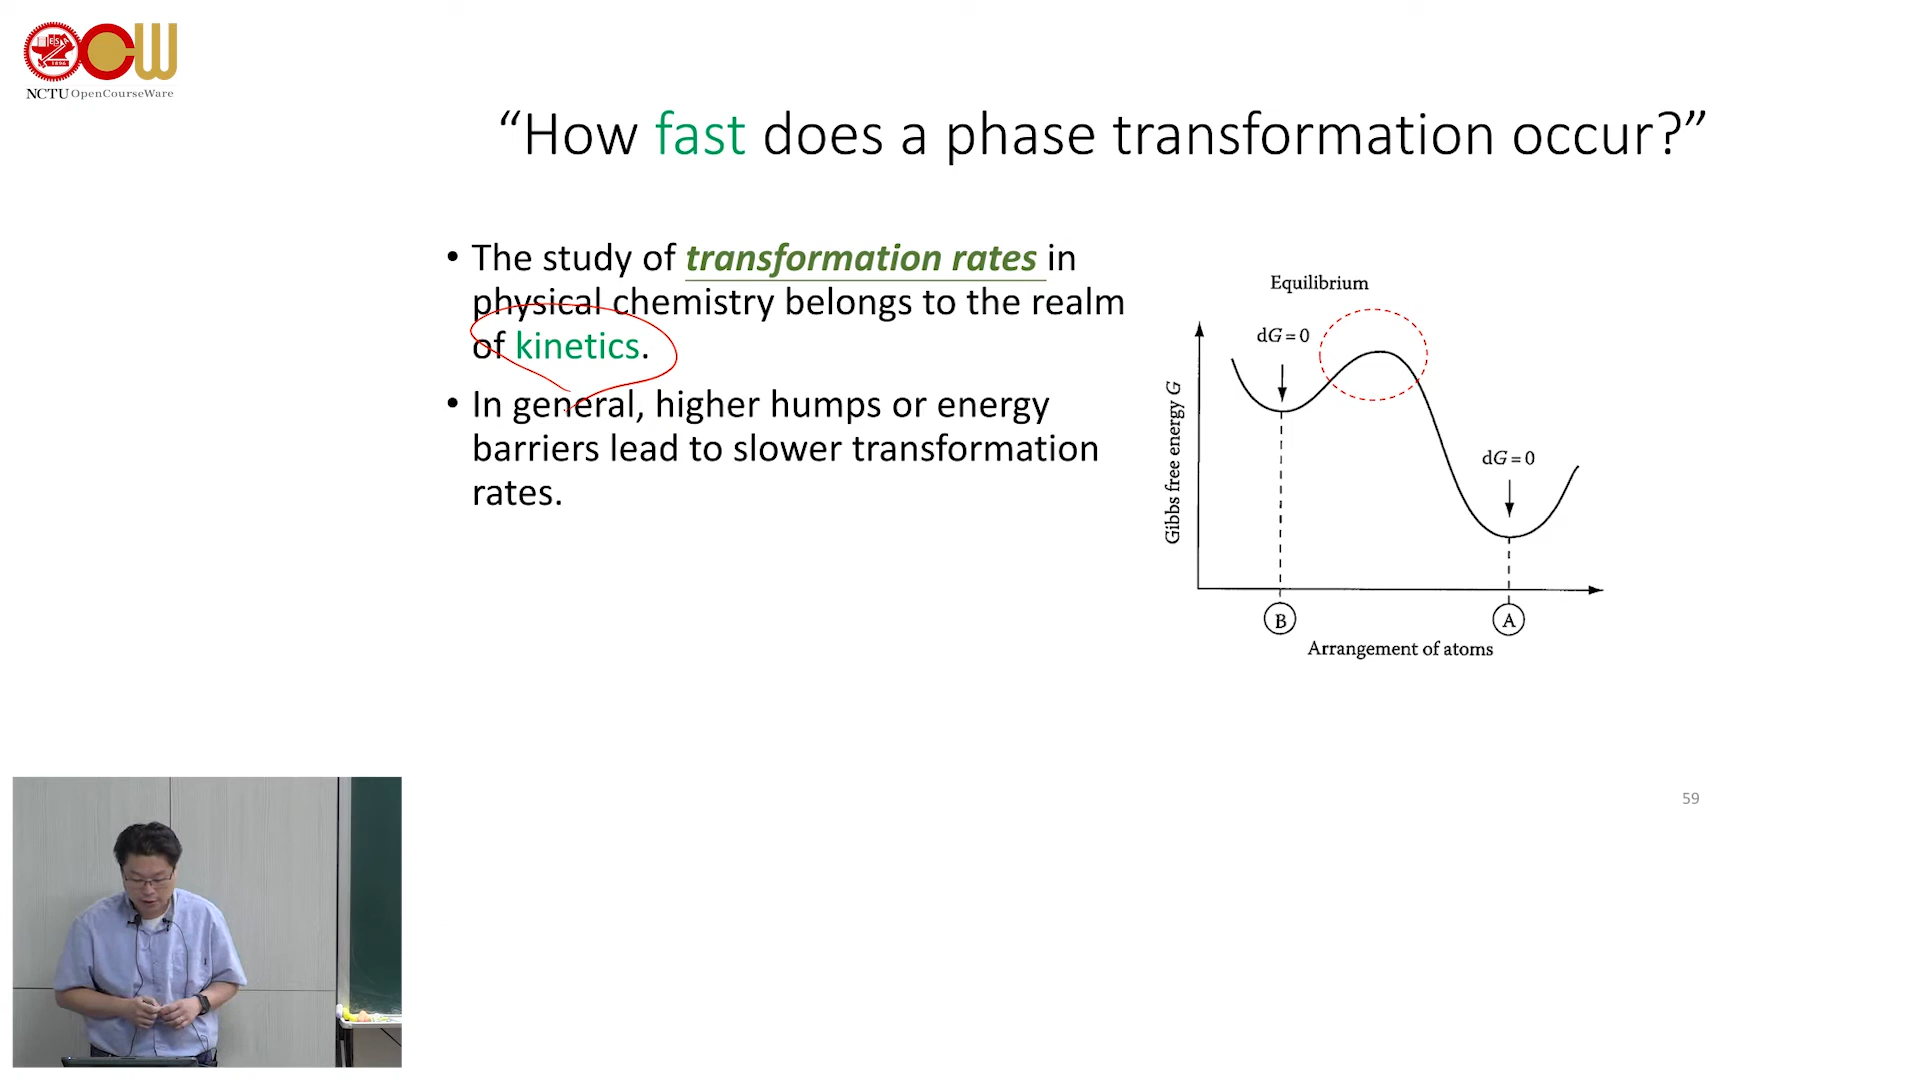 NCTU OpenCourseWare
“How fast does a phase transformation occur?”
• The study of transformation rates in
physical chemistry belongs to the realm
of kinetics.
• In general, higher humps or energy
barriers lead to slower transformation
rates.
Equilibrium
dG=0
dG=0
Gibbs free energy G
B
A
Arrangement of atoms
59